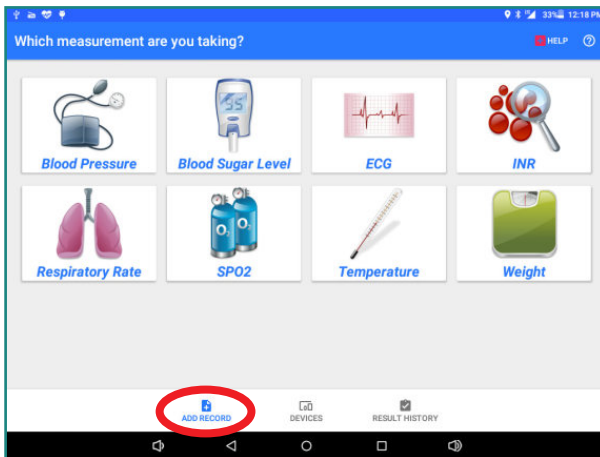 33% 12:18 PM
Which measurement are you taking?
HELP
Blood Pressure
Blood Sugar Level
ECG
INR
Respiratory Rate
SPO2
Temperature
Weight
ADD RECORD
DEVICES
RESULT HISTORY